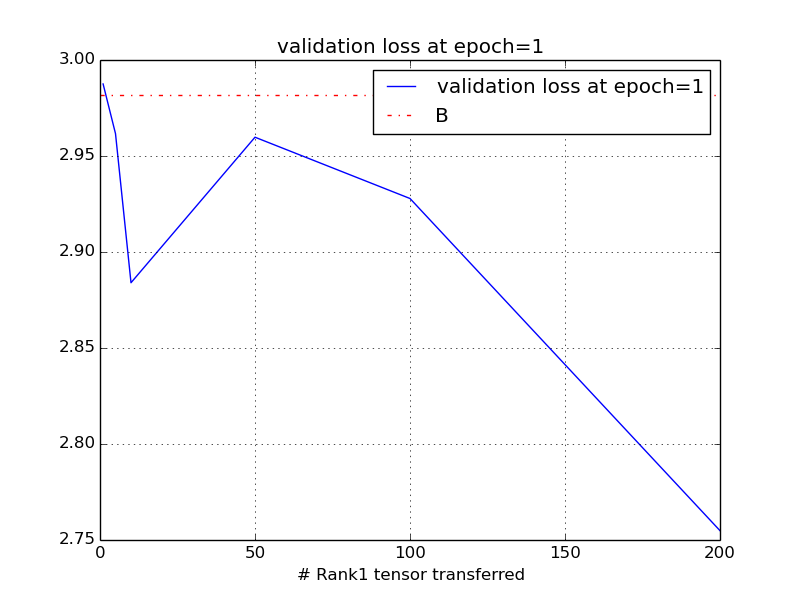 validation loss at epoch=1
3.00
2.95
2.90
2.85
2.80
2.75
validation loss at epoch=1
B
0 50 100 150 200
# Rank1 tensor transferred